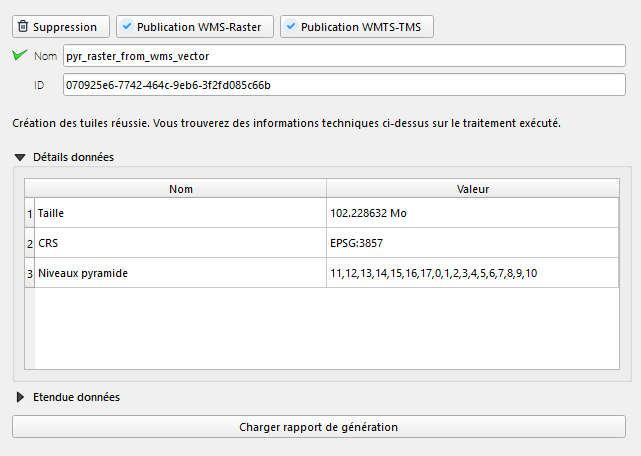 Suppression Publication WMS-Raster Publication WMTS-TMS
Nom pyr_raster_from_wms_vector
ID 070925e6-7742-464c-9eb6-3f2fd085c66b
Création des tuiles réussie. Vous trouverez des informations techniques ci-dessus sur le traitement exécuté.
Détails données
Nom Valeur
1 Taille 102.228632 Mo
2 CRS EPSG:3857
3 Niveaux pyramide 11,12,13,14,15,16,17,0,1,2,3,4,5,6,7,8,9,10
Etendue données
Charger rapport de génération